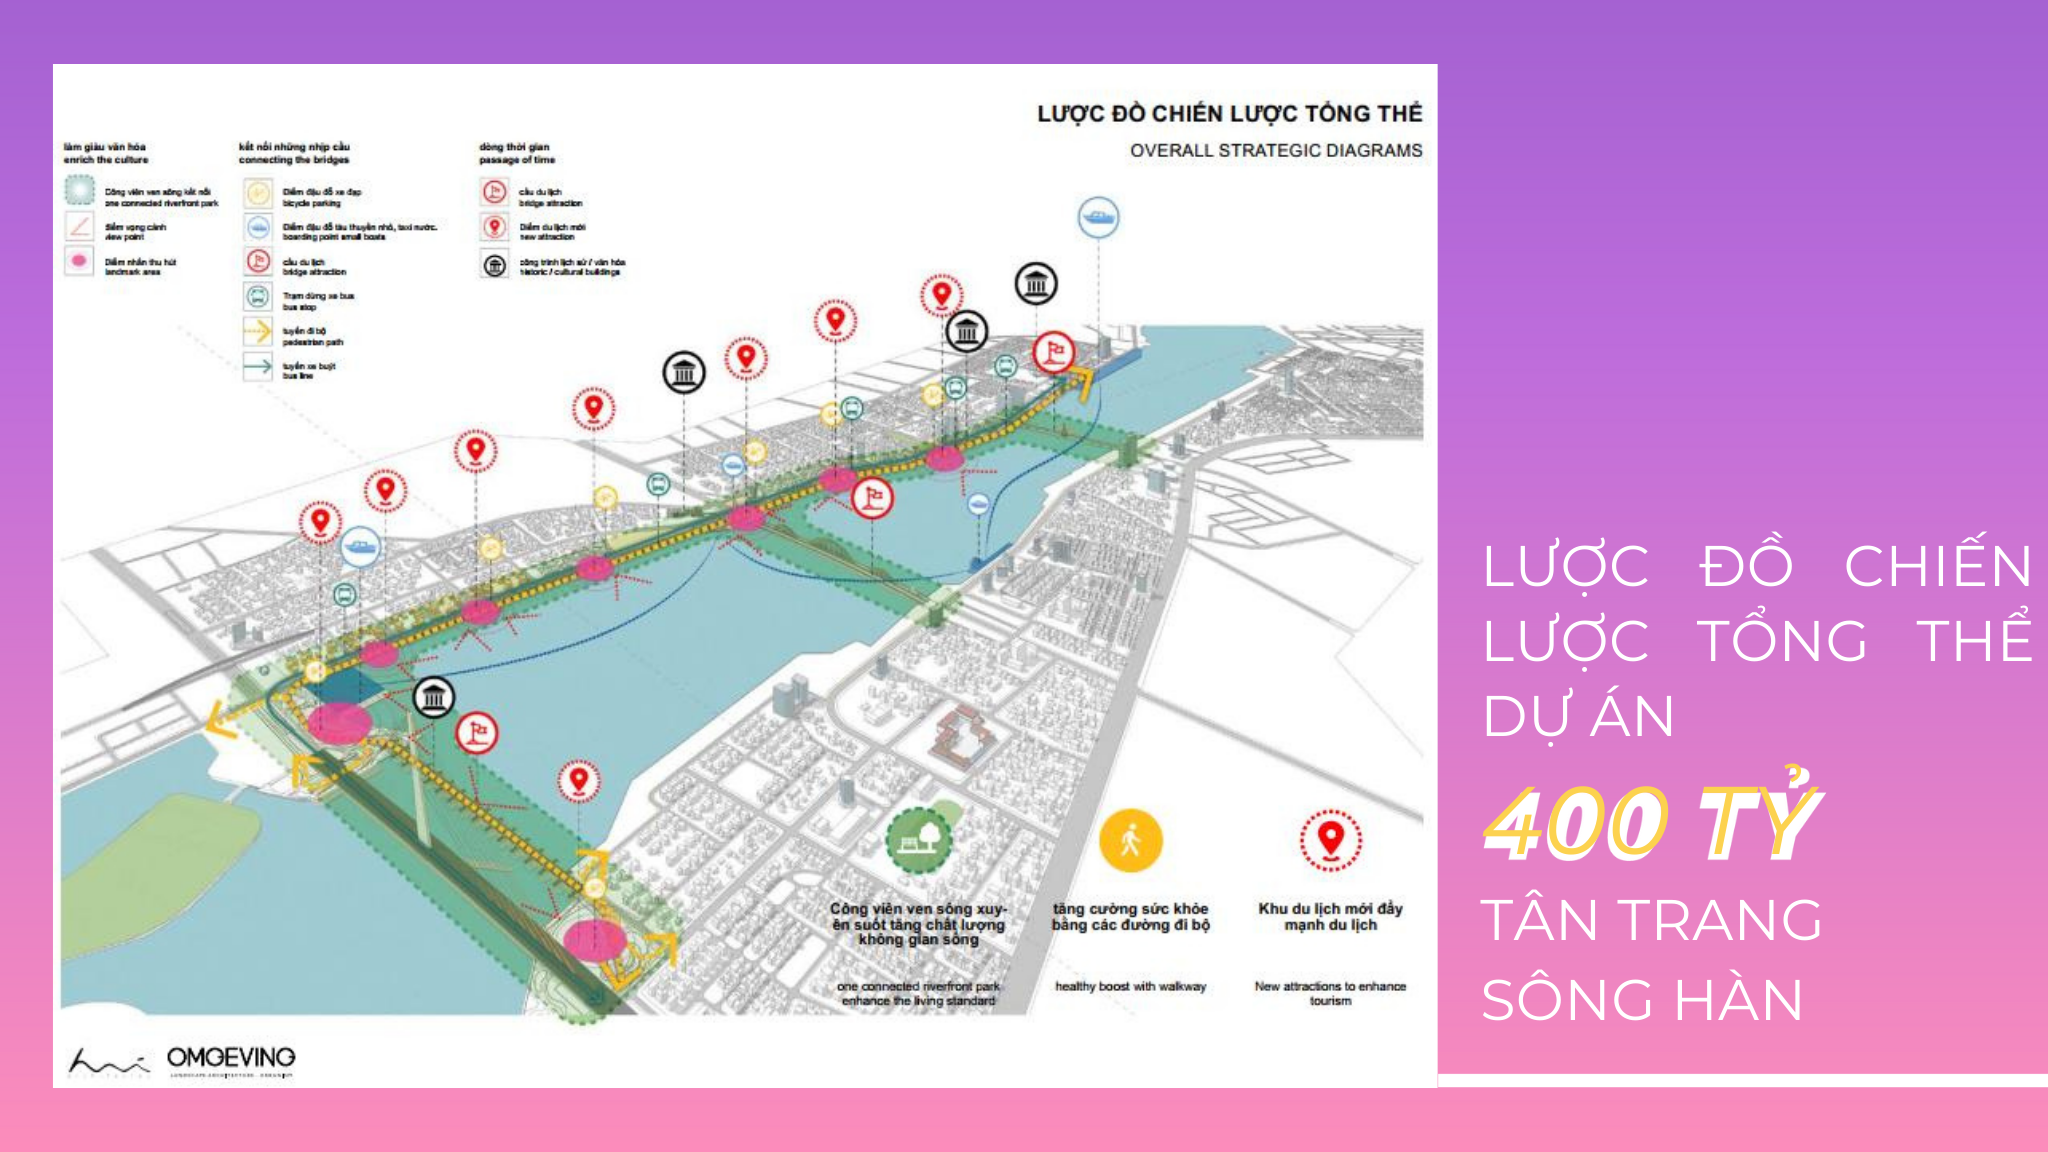 LƯỢC ĐỒ CHIẾN LƯỢC TỔNG THỂ
OVERALL STRATEGIC DIAGRAMS
làm giàu văn hóa
enrich the culture
Công viên ven sông kết nối
one connected riverfront park
điểm vọng cảnh
view point
Điểm nhấn thu hút
landmark area
kết nối những nhịp cầu
connecting the bridges
Điểm đậu đỗ xe đạp
bicycle parking
Điểm đậu đỗ tàu thuyền nhỏ, taxi nước.
boarding point small boats
cầu du lịch
bridge attraction
Trạm dừng xe bus
bus stop
tuyến đi bộ
pedestrian path
tuyến xe buýt
bus line
dòng thời gian
passage of time
cầu du lịch
bridge attraction
Điểm du lịch mới
new attraction
công trình lịch sử / văn hóa
historic / cultural buildings
Công viên ven sông xuy-
ên suốt tăng chất lượng
không gian sống
one connected riverfront park
enhance the living standard
tăng cường sức khỏe
bằng các đường đi bộ
healthy boost with walkway
Khu du lịch mới đẩy
mạnh du lịch
New attractions to enhance
tourism
OMGEVING
LƯỢC ĐỒ CHIẾN
LƯỢC TỔNG THỂ
DỰ ÁN
400 TỶ
TÂN TRANG
SÔNG HÀN